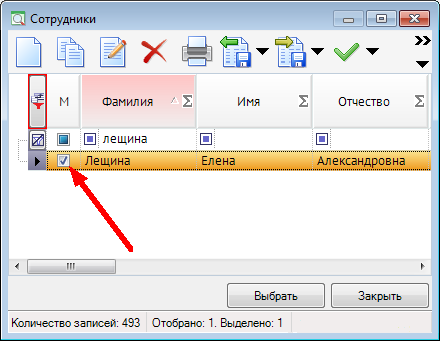 Сотрудники
М Фамилия Σ Имя Σ Отчество Σ
лещина
Лещина Елена Александровна
Выбрать Закрыть
Количество записей: 493 Отобрано: 1. Выделено: 1